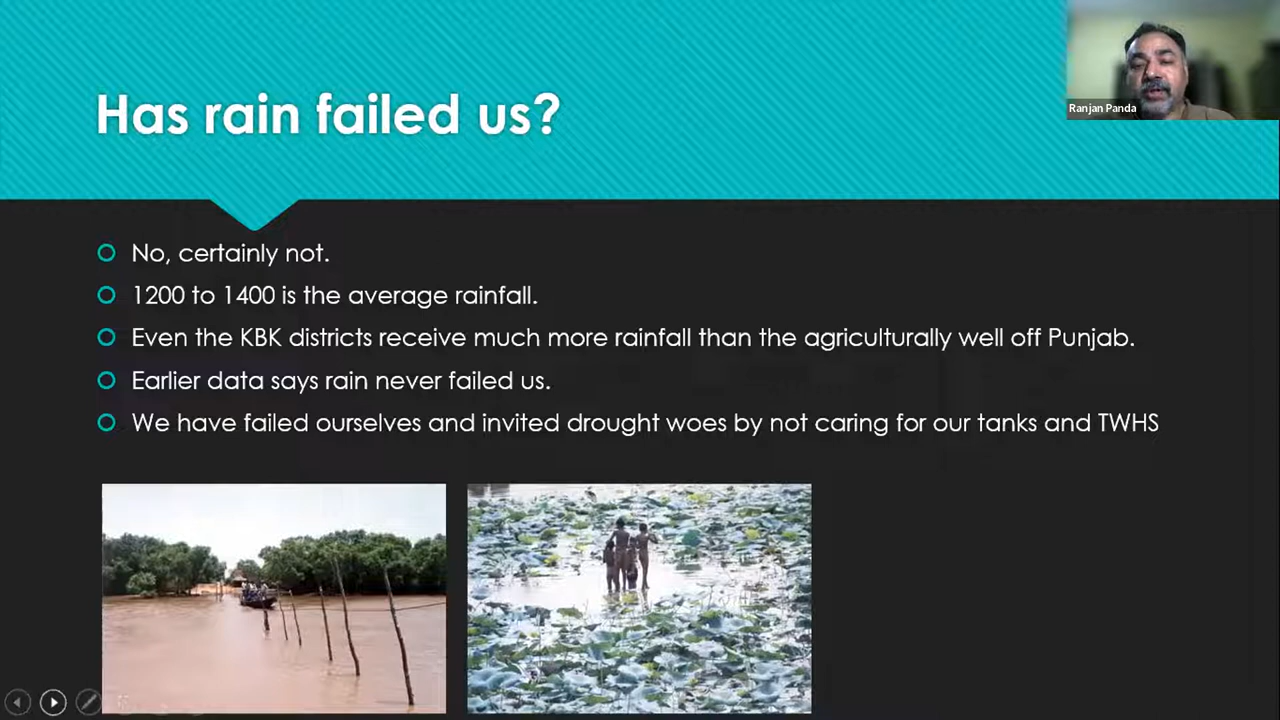 Has rain failed us?
Ranjan Panda
No, certainly not.
1200 to 1400 is the average rainfall.
Even the KBK districts receive much more rainfall than the agriculturally well off Punjab.
Earlier data says rain never failed us.
We have failed ourselves and invited drought woes by not caring for our tanks and TWHS